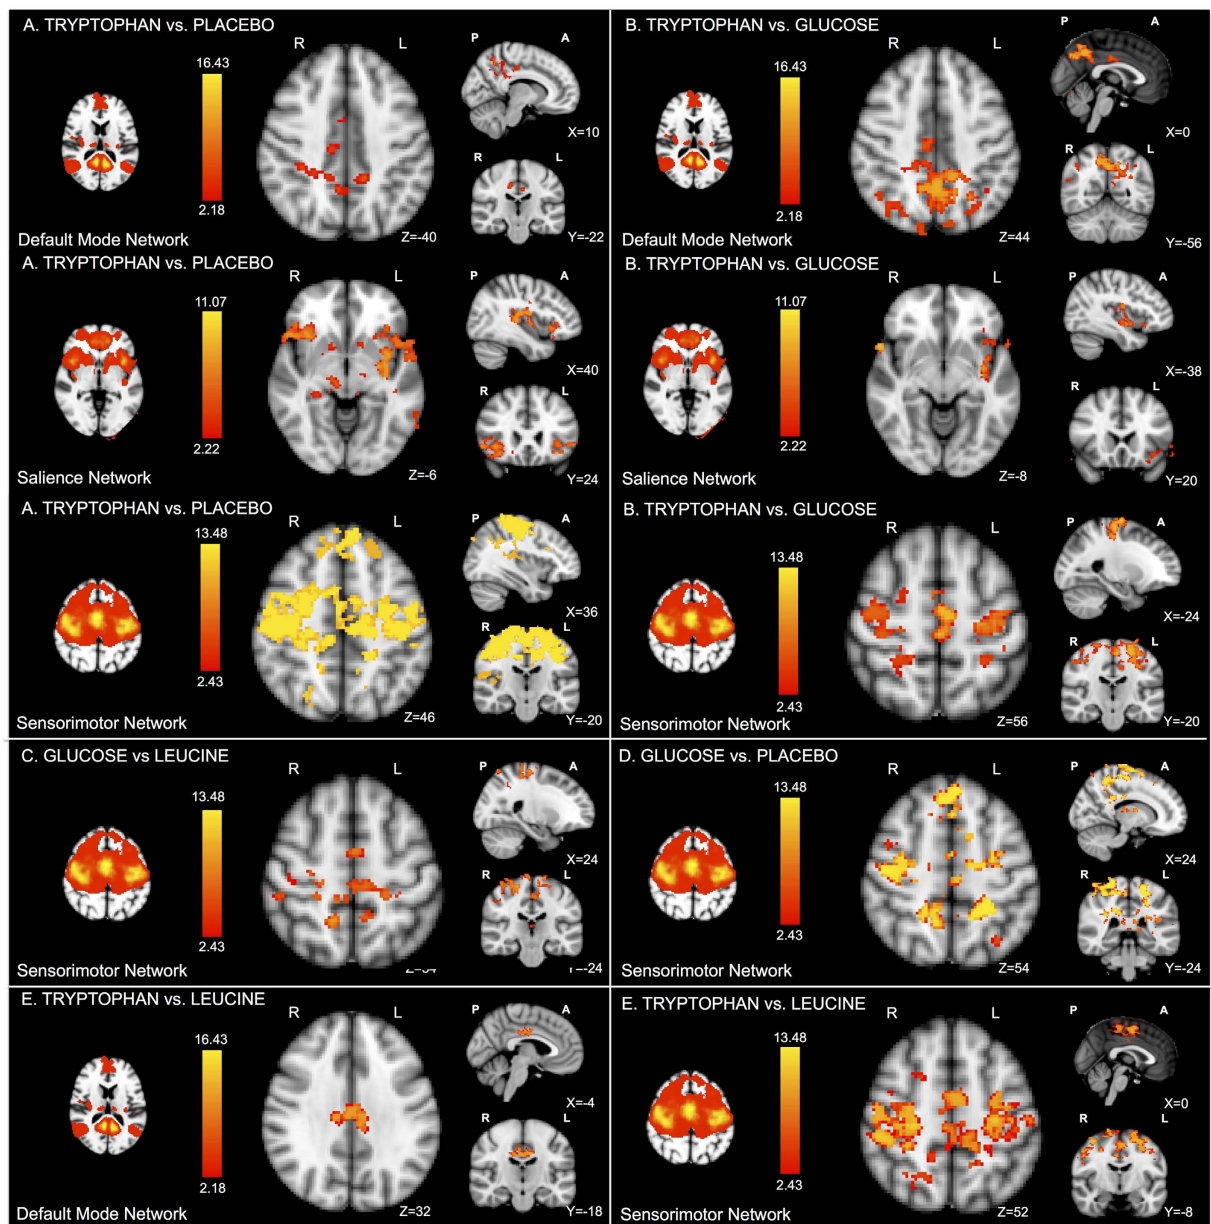 A. TRYPTOPHAN vs. PLACEBO
R L
P A
16.43
2.18
X=10
R L
Default Mode Network
Z=-40
Y=-22
B. TRYPTOPHAN vs. GLUCOSE
R L
P A
16.43
2.18
X=0
R L
Default Mode Network
Z=44
Y=-56
A. TRYPTOPHAN vs. PLACEBO
R L
P A
11.07
2.22
X=40
R L
Salience Network
Z=-6
Y=24
B. TRYPTOPHAN vs. GLUCOSE
R L
P A
11.07
2.22
X=-38
R L
Salience Network
Z=-8
Y=20
A. TRYPTOPHAN vs. PLACEBO
R L
P A
13.48
2.43
X=36
R L
Sensorimotor Network
Z=46
Y=-20
B. TRYPTOPHAN vs. GLUCOSE
R L
P A
13.48
2.43
X=-24
R L
Sensorimotor Network
Z=56
Y=-20
C. GLUCOSE vs LEUCINE
R L
P A
13.48
2.43
X=24
R L
Sensorimotor Network
Y=-24
D. GLUCOSE vs. PLACEBO
R L
P A
13.48
2.43
X=24
R L
Sensorimotor Network
Z=54
Y=-24
E. TRYPTOPHAN vs. LEUCINE
R L
P A
16.43
2.18
X=-4
R L
Default Mode Network
Z=32
Y=-18
E. TRYPTOPHAN vs. LEUCINE
R L
P A
13.48
2.43
X=0
R L
Sensorimotor Network
Z=52
Y=-8